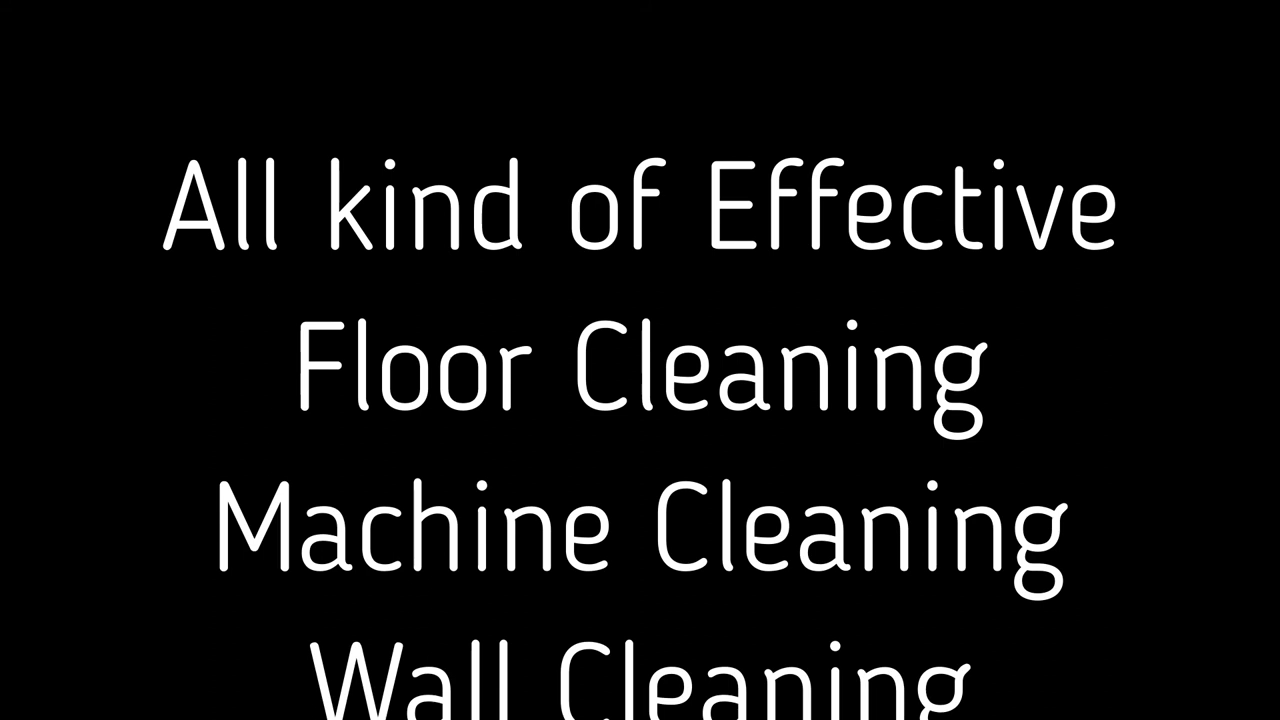 All kind of Effective
Floor Cleaning
Machine Cleaning
Wall Cleaning